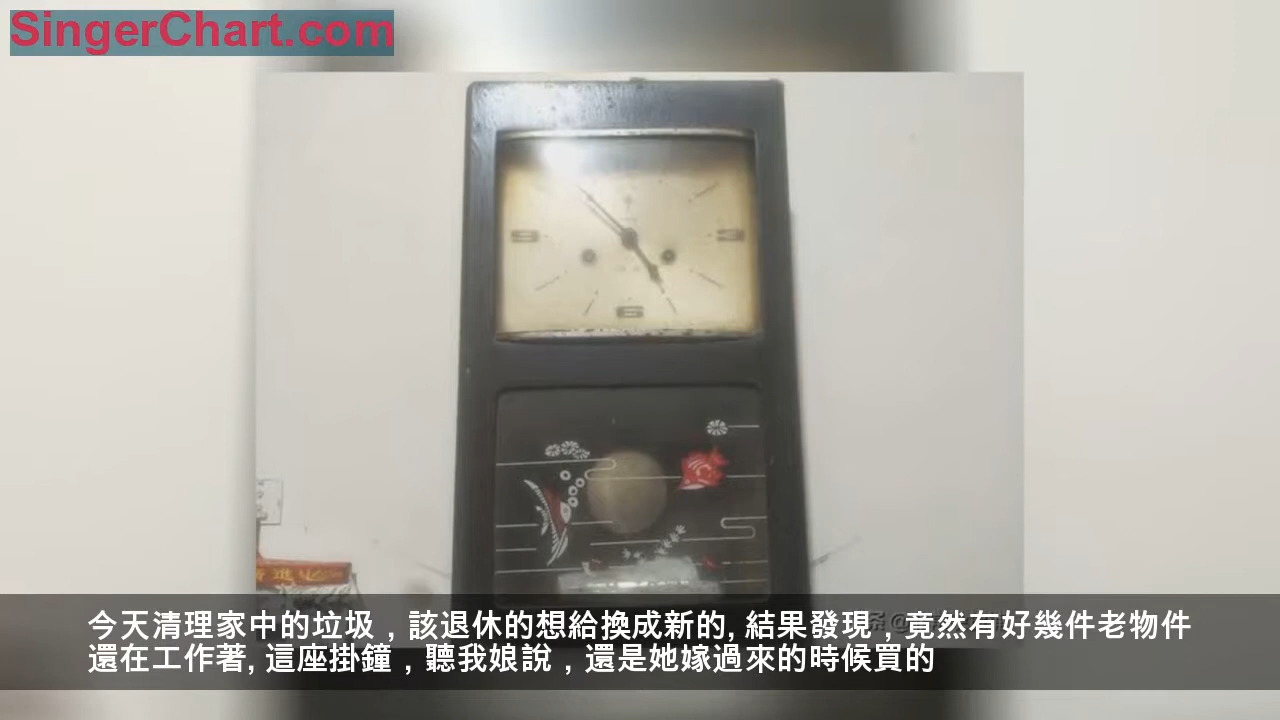 SingerChart.com
今天清理家中的垃圾，該退休的想給換成新的, 結果發現，竟然有好幾件老物件
還在工作著, 這座掛鐘，聽我娘說，還是她嫁過來的時候買的